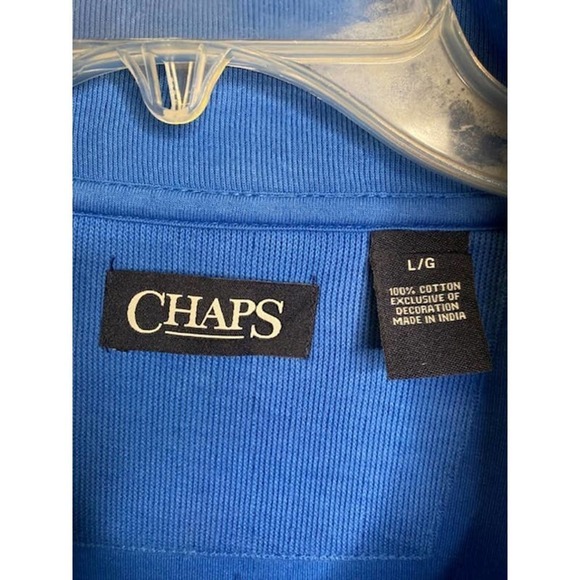 CHAPS
L/G
100% COTTON
EXCLUSIVE OF
DECORATION
MADE IN INDIA